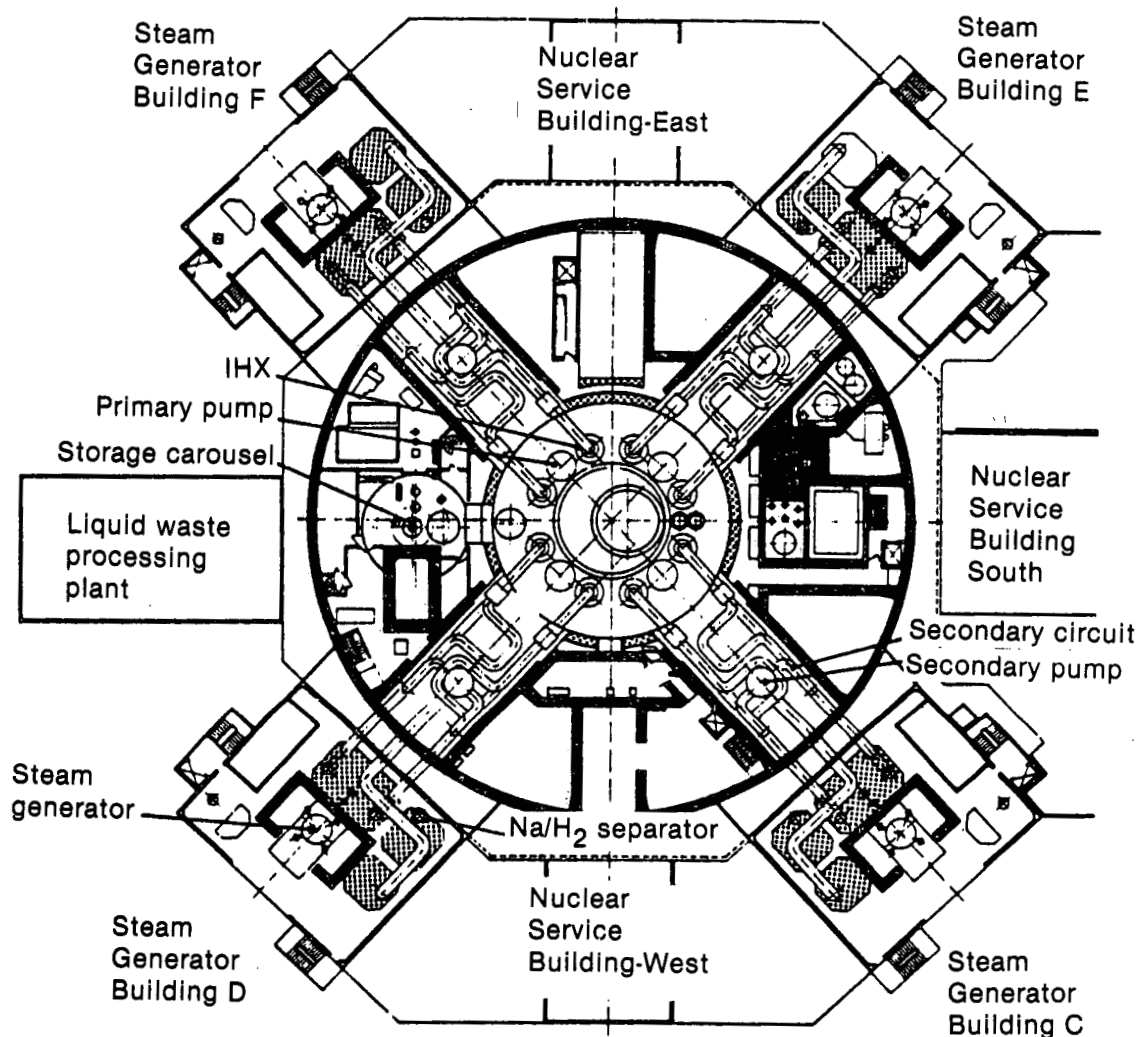 Steam
Generator
Building F
Nuclear
Service
Building-East
Steam
Generator
Building E
IHX
Primary pump
Storage carousel
Liquid waste
processing
plant
Nuclear
Service
Building
South
Secondary circuit
Secondary pump
Steam
generator
Na/H2 separator
Steam
Generator
Building D
Nuclear
Service
Building-West
Steam
Generator
Building C